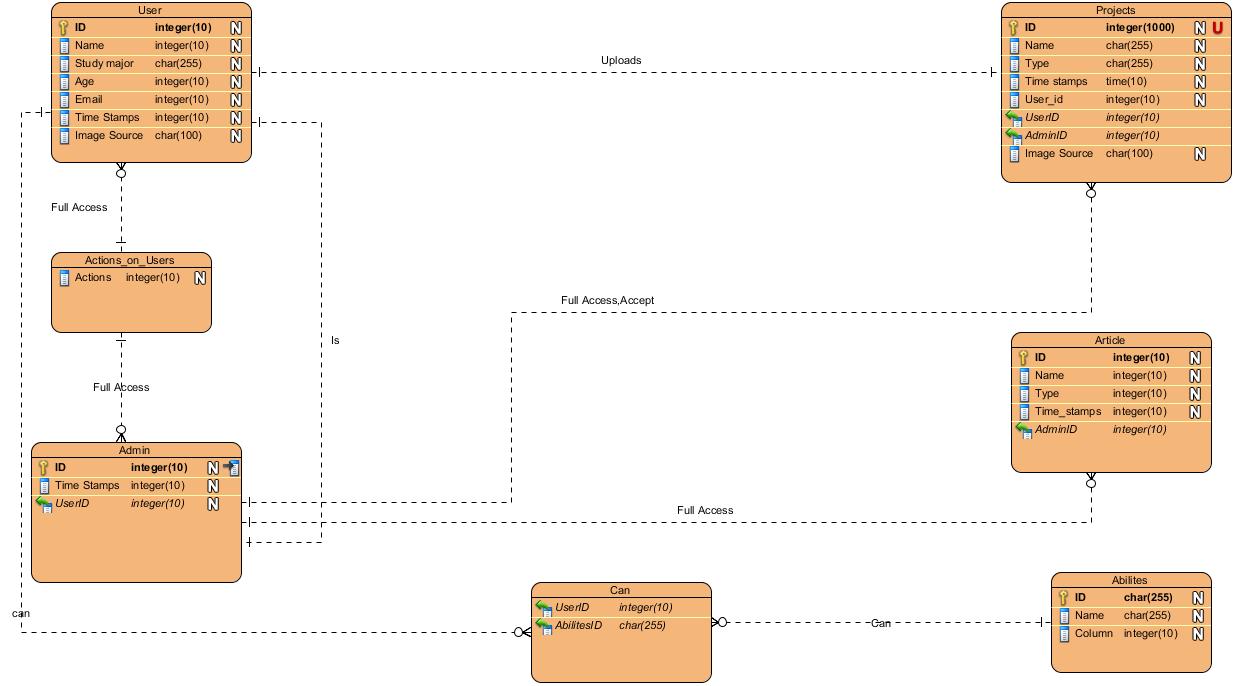 User
ID integer(10) N
Name integer(10) N
Study major char(255) N
Age integer(10) N
Email integer(10) N
Time Stamps integer(10) N
Image Source char(100) N
Projects
ID integer(1000) N U
Name char(255) N
Type char(255) N
Time stamps time(10) N
User_id integer(10) N
UserID integer(10)
AdminID integer(10)
Image Source char(100) N
Uploads
Full Access
Actions_on_Users
Actions integer(10) N
Full Access,Accept
Is
Full Access
Article
ID integer(10) N
Name integer(10) N
Type integer(10) N
Time_stamps integer(10) N
AdminID integer(10)
Admin
ID integer(10) N
Time Stamps integer(10) N
UserID integer(10) N
Full Access
can
Can
UserID integer(10)
AbilitesID char(255)
Can
Abilites
ID char(255) N
Name char(255) N
Column integer(10) N